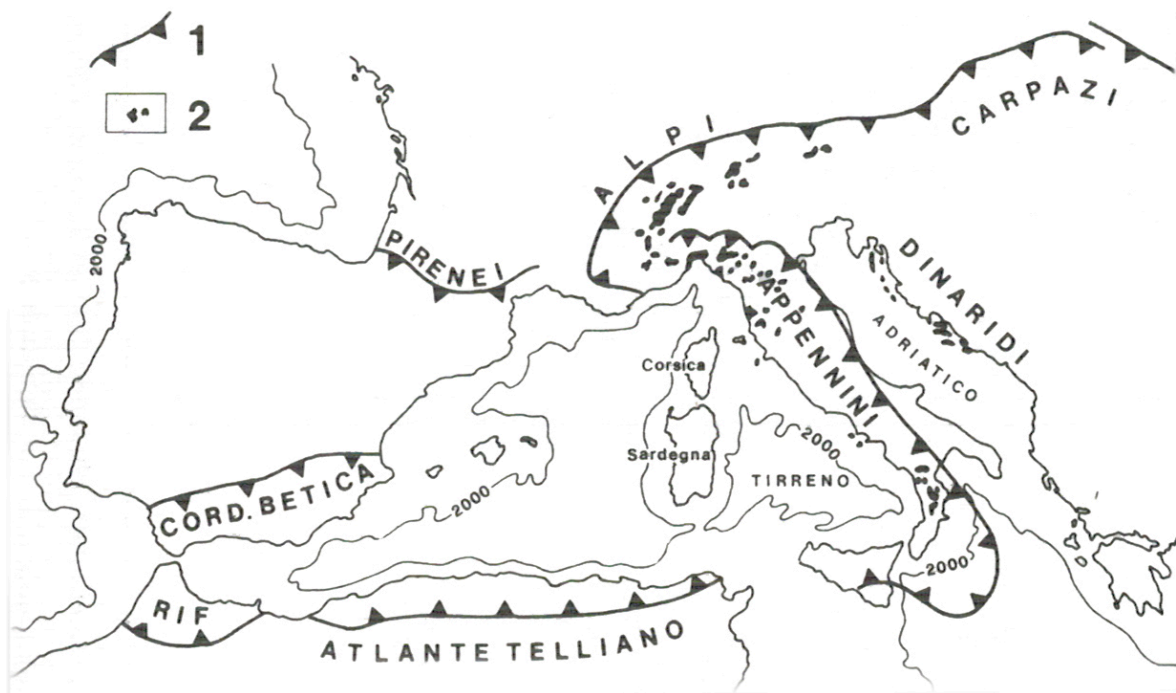 1
2
ALPI
CARPAZI
2000
PIRENEI
DINARIDI
APPENNINI
ADRIATICO
Corsica
Sardegna
2000
TIRRENO
2000
CORD. BETICA
2000
RIF
ATLANTE TELLIANO